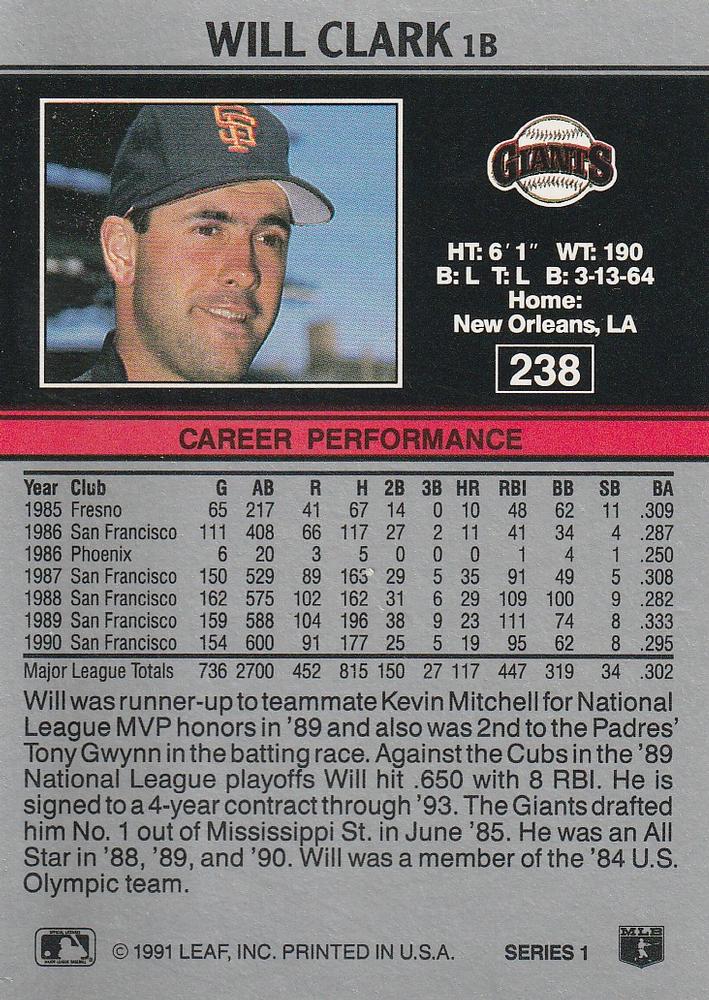 WILL CLARK 1B
SF
GIANTS
HT: 6'1" WT: 190
B: L T: L B: 3-13-64
Home:
New Orleans, LA
238
CAREER PERFORMANCE
Year Club G AB R H 2B 3B HR RBI BB SB BA
1985 Fresno 65 217 41 67 14 0 10 48 62 11 .309
1986 San Francisco 111 408 66 117 27 2 11 41 34 4 .287
1986 Phoenix 6 20 3 5 0 0 0 1 4 1 .250
1987 San Francisco 150 529 89 163 29 5 35 91 49 5 .308
1988 San Francisco 162 575 102 162 31 6 29 109 100 9 .282
1989 San Francisco 159 588 104 196 38 9 23 111 74 8 .333
1990 San Francisco 154 600 91 177 25 5 19 95 62 8 .295
Major League Totals 736 2700 452 815 150 27 117 447 319 34 .302
Will was runner-up to teammate Kevin Mitchell for National
League MVP honors in '89 and also was 2nd to the Padres'
Tony Gwynn in the batting race. Against the Cubs in the '89
National League playoffs Will hit .650 with 8 RBI. He is
signed to a 4-year contract through '93. The Giants drafted
him No. 1 out of Mississippi St. in June '85. He was an All
Star in '88, '89, and '90. Will was a member of the '84 U.S.
Olympic team.
© 1991 LEAF, INC. PRINTED IN U.S.A. SERIES 1
MLB